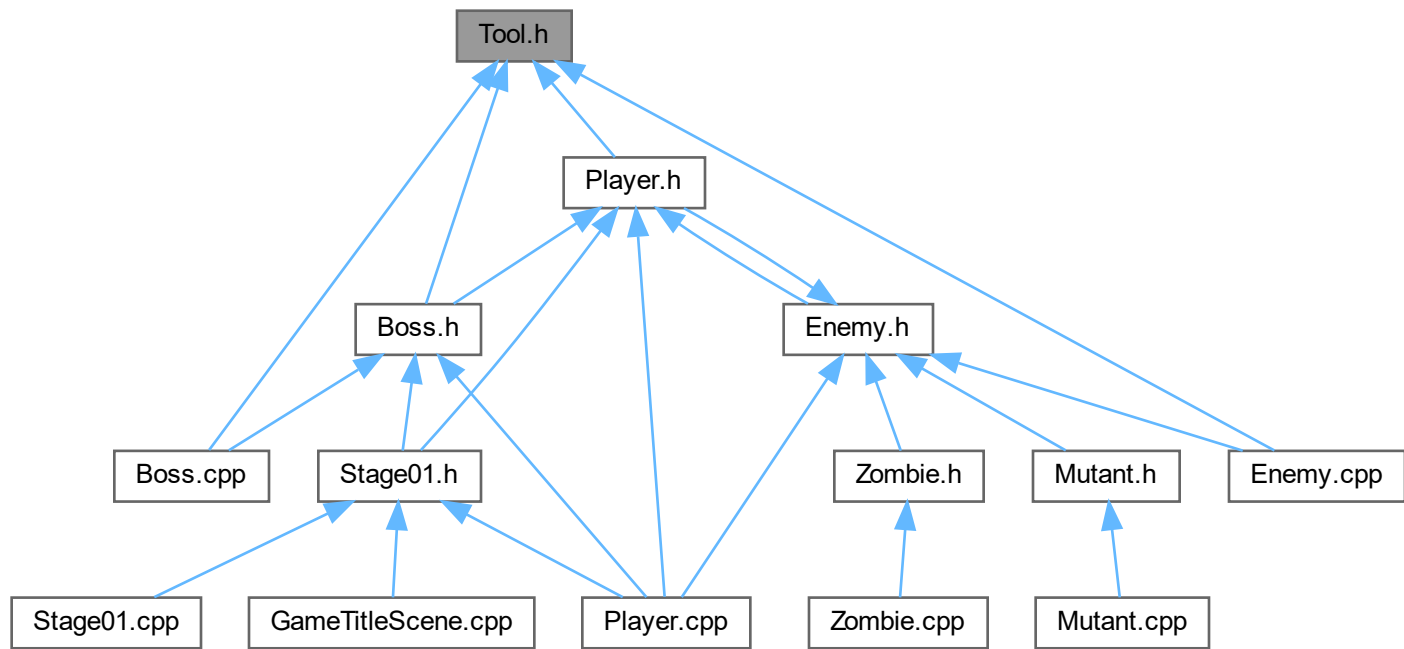 Tool.h
Player.h
Boss.h
Enemy.h
Boss.cpp
Stage01.h
Zombie.h
Mutant.h
Enemy.cpp
Stage01.cpp
GameTitleScene.cpp
Player.cpp
Zombie.cpp
Mutant.cpp